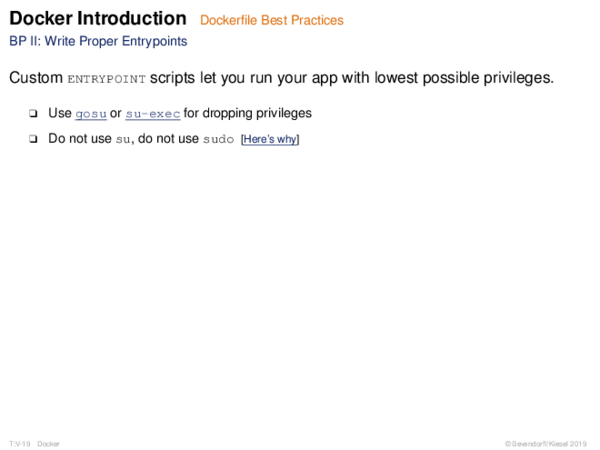 Docker Introduction Dockerfile Best Practices
BP II: Write Proper Entrypoints
Custom ENTRYPOINT scripts let you run your app with lowest possible privileges.
❑ Use gosu or su-exec for dropping privileges
❑ Do not use su, do not use sudo [Here's why]
T:V-19 Docker
© Bevendorff/Kiesel 2019